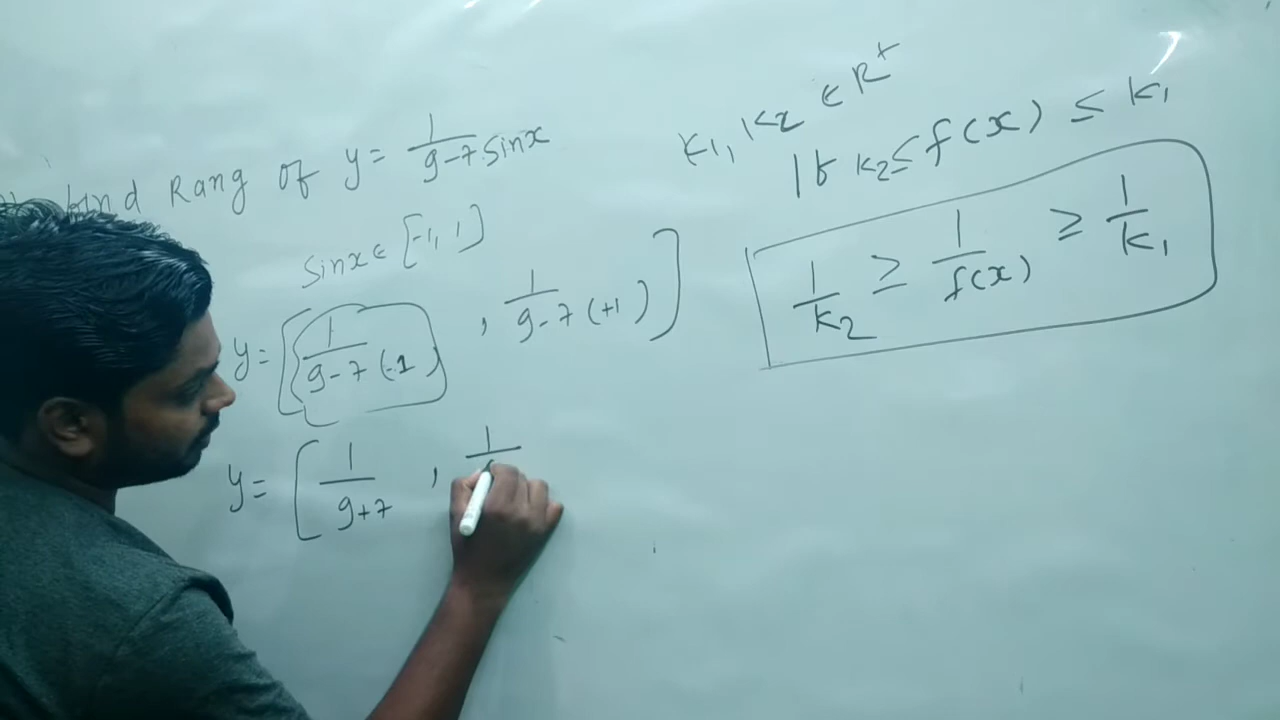 Rang of y = 1/(9-7.sinx)
sinx ∈ [-1, 1]
y = [1/(9-7(-1)) , 1/(9-7(+1))]
y = [1/(9+7) , 1/
K1, K2 ∈ R+
If K2 ≤ f(x) ≤ K1
1/K2 ≥ 1/f(x) ≥ 1/K1